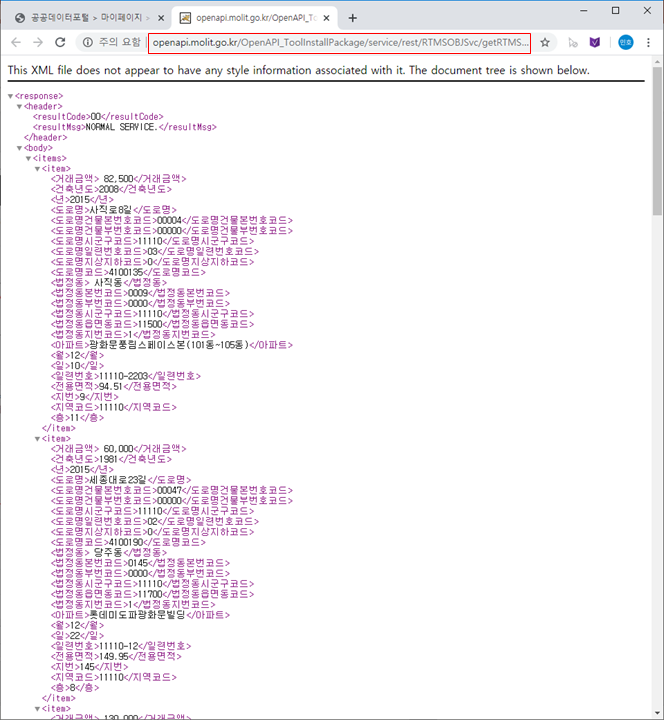 공공데이터포털 > 마이페이지 >
openapi.molit.go.kr/OpenAPI_To
주의 요함
openapi.molit.go.kr/OpenAPI_ToolInstallPackage/service/rest/RTMSOBJSvc/getRTMS...
민호
This XML file does not appear to have any style information associated with it. The document tree is shown below.
▼<response>
▼<header>
<resultCode>00</resultCode>
<resultMsg>NORMAL SERVICE.</resultMsg>
</header>
▼<body>
▼<items>
▼<item>
<거래금액> 82,500</거래금액>
<건축년도>2008</건축년도>
<년>2015</년>
<도로명>사직로8길</도로명>
<도로명건물본번호코드>00004</도로명건물본번호코드>
<도로명건물부번호코드>00000</도로명건물부번호코드>
<도로명시군구코드>11110</도로명시군구코드>
<도로명일련번호코드>03</도로명일련번호코드>
<도로명지상지하코드>0</도로명지상지하코드>
<도로명코드>4100135</도로명코드>
<법정동> 사직동</법정동>
<법정동본번코드>0009</법정동본번코드>
<법정동부번코드>0000</법정동부번코드>
<법정동시군구코드>11110</법정동시군구코드>
<법정동읍면동코드>11500</법정동읍면동코드>
<법정동지번코드>1</법정동지번코드>
<아파트>광화문풍림스페이스본(101동~105동)</아파트>
<월>12</월>
<일>10</일>
<일련번호>11110-2203</일련번호>
<전용면적>94.51</전용면적>
<지번>9</지번>
<지역코드>11110</지역코드>
<층>11</층>
</item>
▼<item>
<거래금액> 60,000</거래금액>
<건축년도>1981</건축년도>
<년>2015</년>
<도로명>세종대로23길</도로명>
<도로명건물본번호코드>00047</도로명건물본번호코드>
<도로명건물부번호코드>00000</도로명건물부번호코드>
<도로명시군구코드>11110</도로명시군구코드>
<도로명일련번호코드>02</도로명일련번호코드>
<도로명지상지하코드>0</도로명지상지하코드>
<도로명코드>4100190</도로명코드>
<법정동> 당주동</법정동>
<법정동본번코드>0145</법정동본번코드>
<법정동부번코드>0000</법정동부번코드>
<법정동시군구코드>11110</법정동시군구코드>
<법정동읍면동코드>11700</법정동읍면동코드>
<법정동지번코드>1</법정동지번코드>
<아파트>롯데미도파광화문빌딩</아파트>
<월>12</월>
<일>22</일>
<일련번호>11110-12</일련번호>
<전용면적>149.95</전용면적>
<지번>145</지번>
<지역코드>11110</지역코드>
<층>8</층>
</item>
▼<item>
<거래금액> 130,000</거래금액>